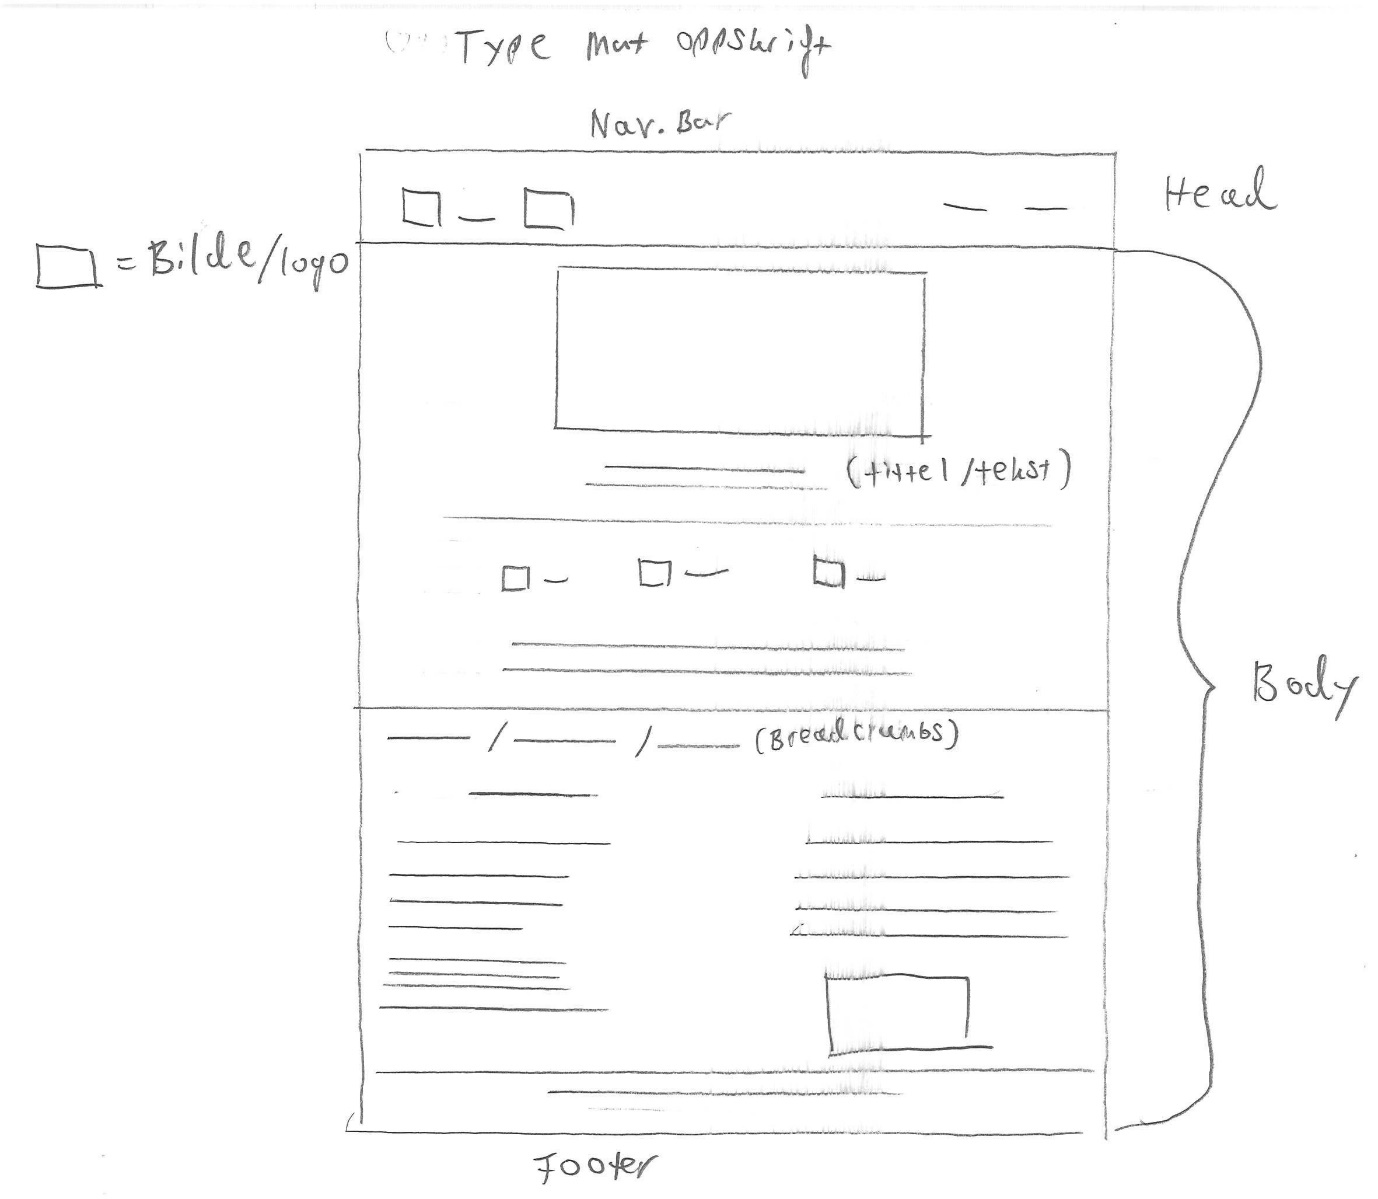 Type Mat oppskrift
Nav.Bar
Head
= Bilde/logo
(tittel/tekst)
Body
/ / (Breadcrumbs)
Footer